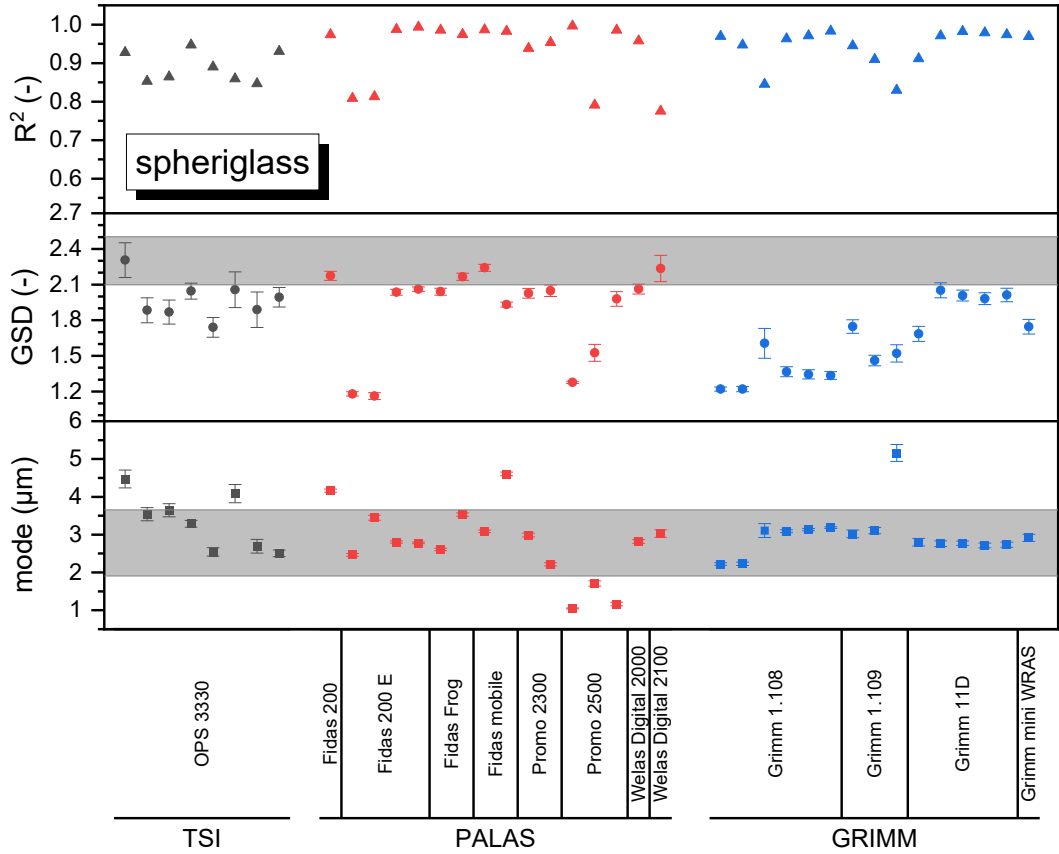 1.0
0.9
0.8
0.7
0.6
R² (-)
spheriglass
2.7
2.4
2.1
1.8
1.5
1.2
GSD (-)
6
5
4
3
2
1
mode (µm)
OPS 3330
Fidas 200
Fidas 200 E
Fidas Frog
Fidas mobile
Promo 2300
Promo 2500
Welas Digital 2000
Welas Digital 2100
Grimm 1.108
Grimm 1.109
Grimm 11D
Grimm mini WRAS
TSI
PALAS
GRIMM